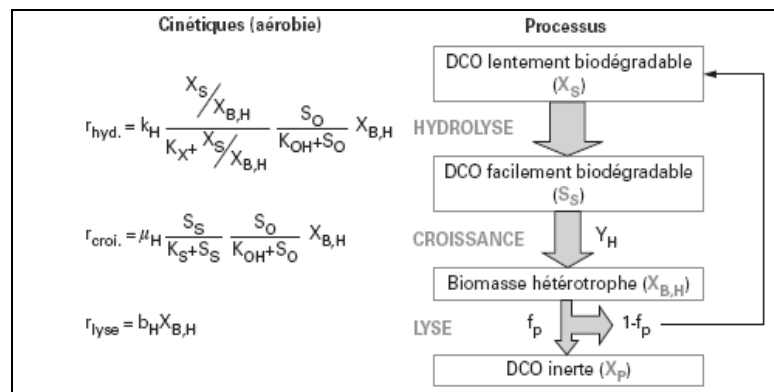 Cinétiques (aérobie)
Processus
DCO lentement biodégradable
(X_S)
r_hyd. = k_H (X_S/X_B,H)/(K_X + X_S/X_B,H) S_O/(K_OH+S_O) X_B,H
HYDROLYSE
DCO facilement biodégradable
(S_S)
r_croi. = μ_H S_S/(K_S+S_S) S_O/(K_OH+S_O) X_B,H
CROISSANCE Y_H
Biomasse hétérotrophe (X_B,H)
r_lyse = b_H X_B,H
LYSE f_p 1-f_p
DCO inerte (X_P)